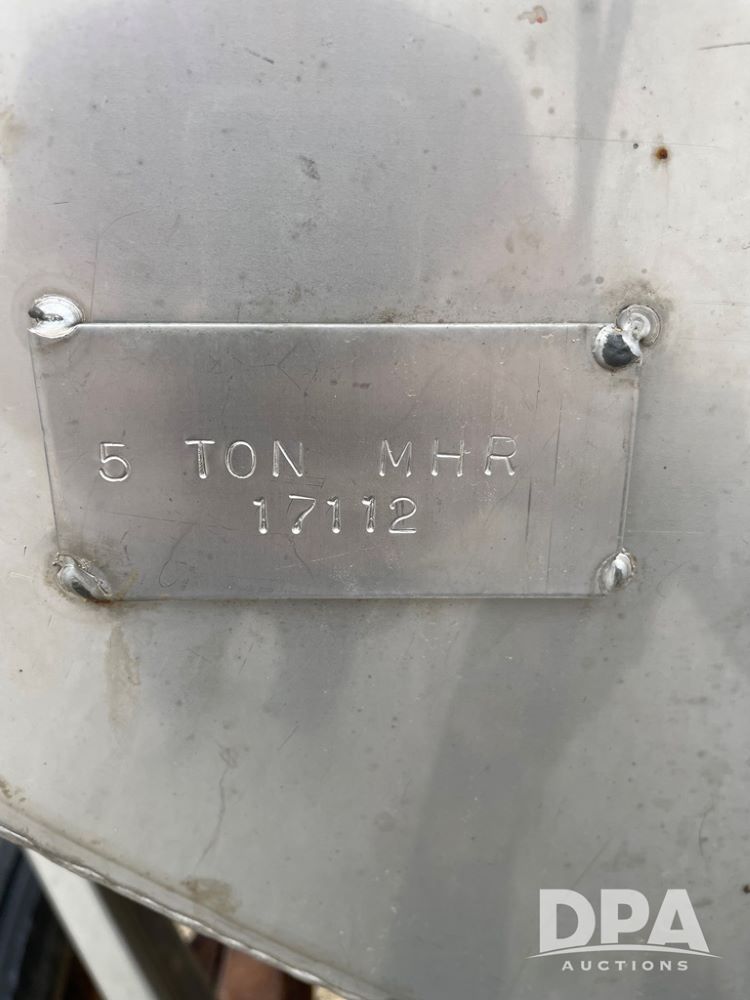 5 TON MHR
17112
DPA
AUCTIONS